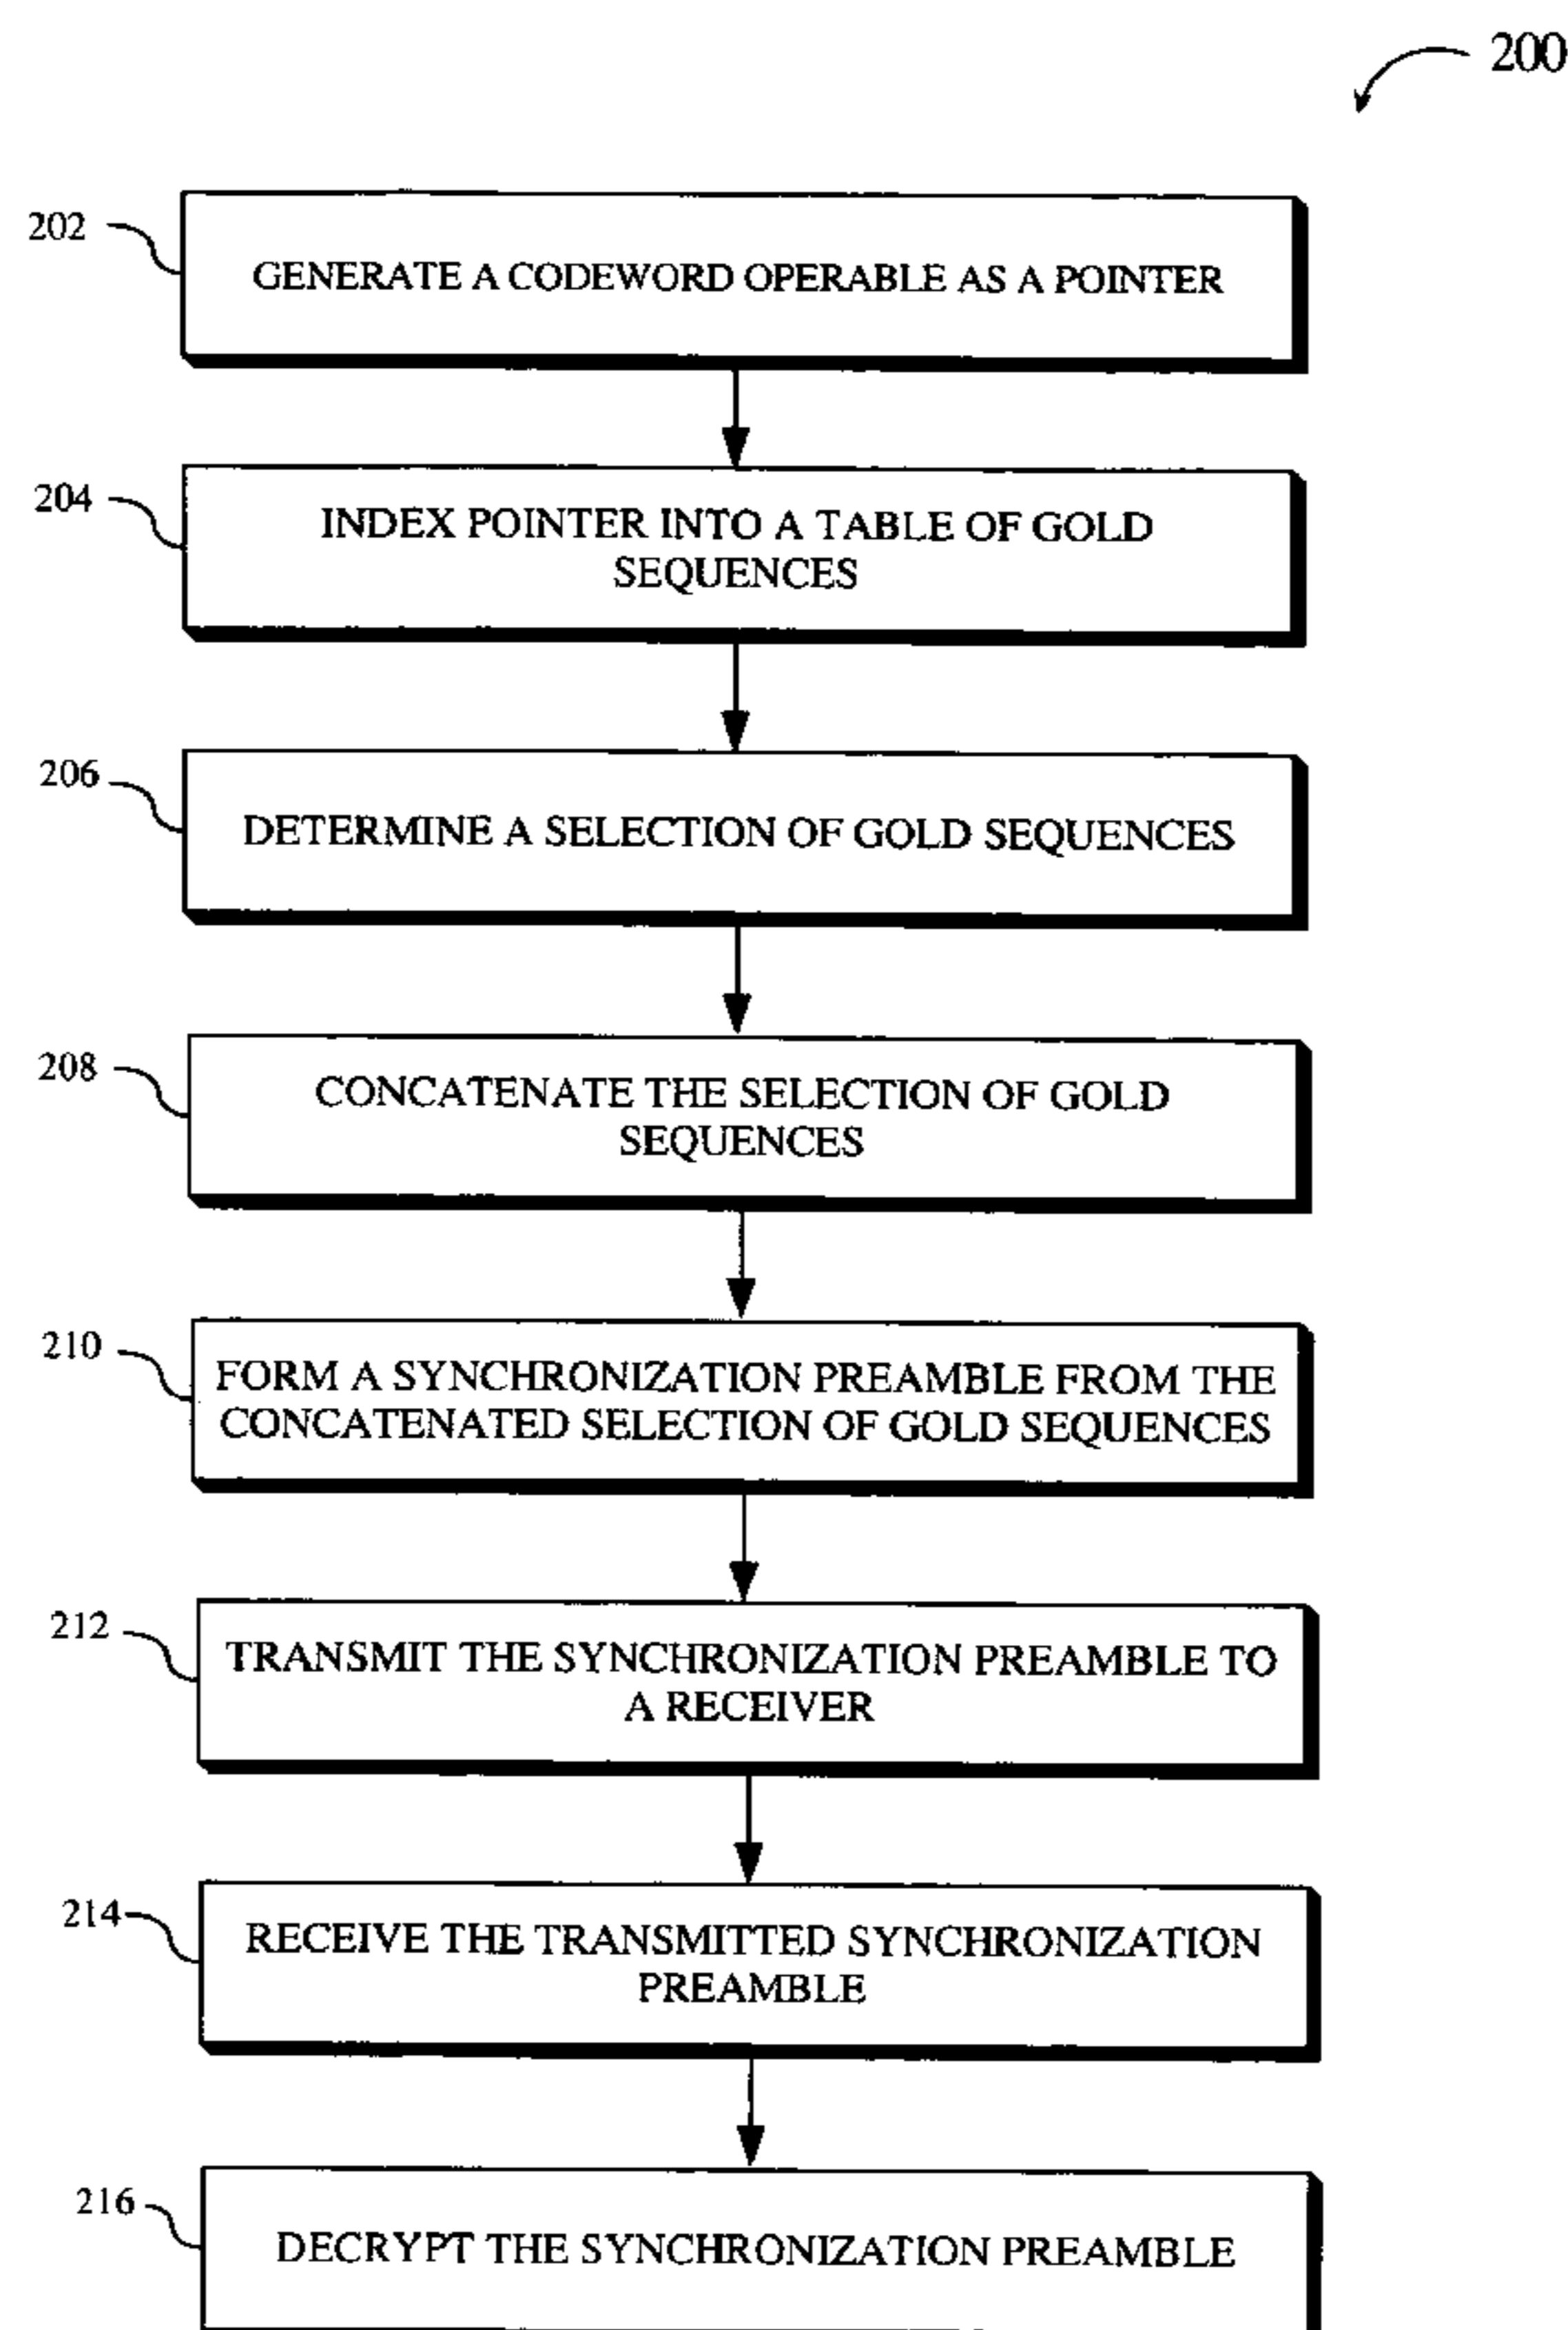 200
202
GENERATE A CODEWORD OPERABLE AS A POINTER
204
INDEX POINTER INTO A TABLE OF GOLD
SEQUENCES
206
DETERMINE A SELECTION OF GOLD SEQUENCES
208
CONCATENATE THE SELECTION OF GOLD
SEQUENCES
210
FORM A SYNCHRONIZATION PREAMBLE FROM THE
CONCATENATED SELECTION OF GOLD SEQUENCES
212
TRANSMIT THE SYNCHRONIZATION PREAMBLE TO
A RECEIVER
214
RECEIVE THE TRANSMITTED SYNCHRONIZATION
PREAMBLE
216
DECRYPT THE SYNCHRONIZATION PREAMBLE